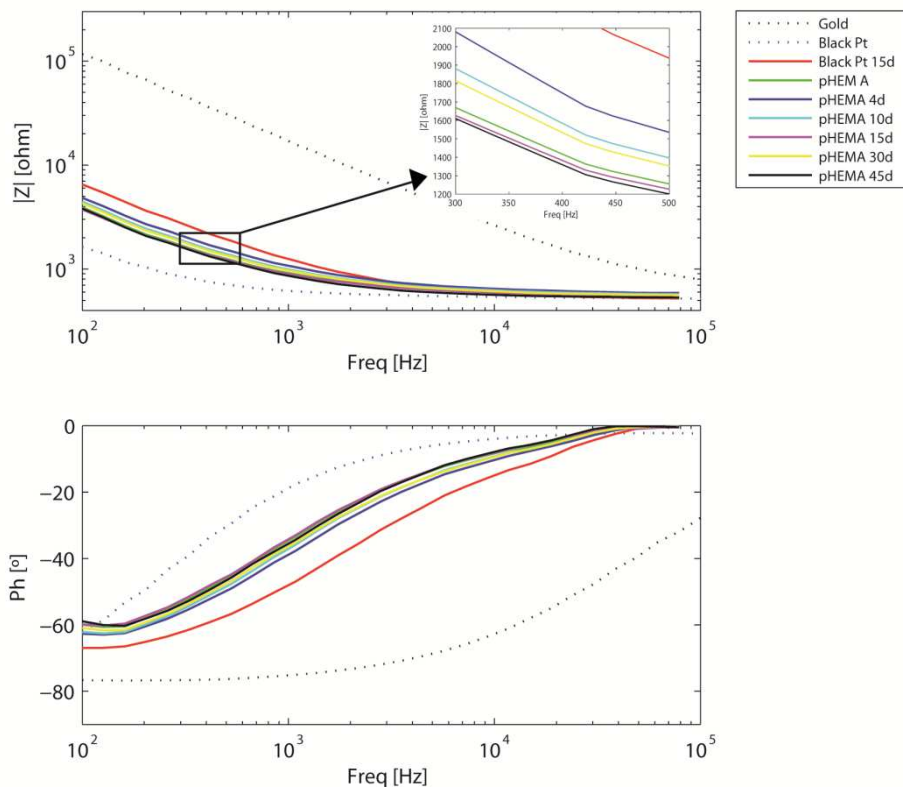 10^5
10^4
10^3
|Z| [ohm]
10^2
10^3
10^4
10^5
Freq [Hz]
2100
2000
1900
1800
1700
1600
1500
1400
1300
1200
|Z| [ohm]
300
350
400
450
500
Freq [Hz]
Gold
Black Pt
Black Pt 15d
pHEM A
pHEMA 4d
pHEMA 10d
pHEMA 15d
pHEMA 30d
pHEMA 45d
0
−20
−40
−60
−80
Ph [º]
10^2
10^3
10^4
10^5
Freq [Hz]